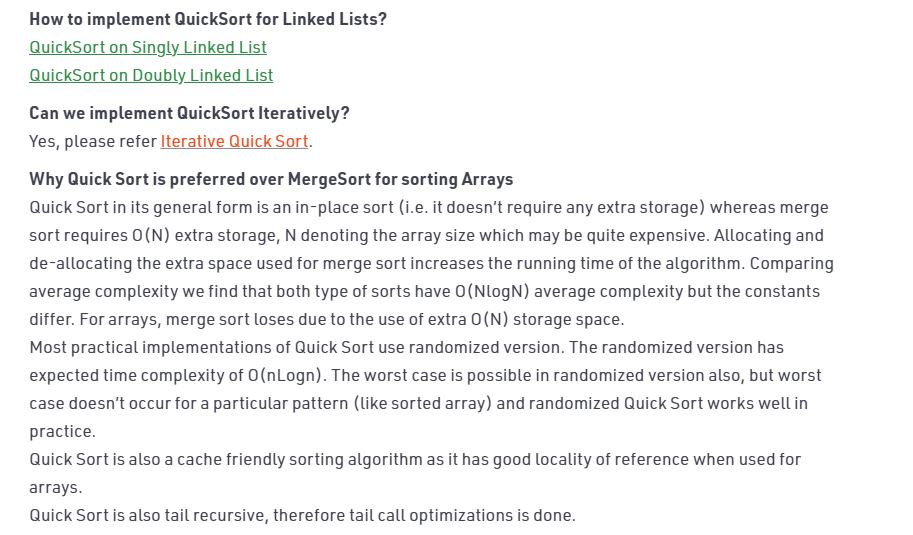 How to implement QuickSort for Linked Lists?
QuickSort on Singly Linked List
QuickSort on Doubly Linked List
Can we implement QuickSort Iteratively?
Yes, please refer Iterative Quick Sort.
Why Quick Sort is preferred over MergeSort for sorting Arrays
Quick Sort in its general form is an in-place sort (i.e. it doesn’t require any extra storage) whereas merge
sort requires O(N) extra storage, N denoting the array size which may be quite expensive. Allocating and
de-allocating the extra space used for merge sort increases the running time of the algorithm. Comparing
average complexity we find that both type of sorts have O(NlogN) average complexity but the constants
differ. For arrays, merge sort loses due to the use of extra O(N) storage space.
Most practical implementations of Quick Sort use randomized version. The randomized version has
expected time complexity of O(nLogn). The worst case is possible in randomized version also, but worst
case doesn’t occur for a particular pattern (like sorted array) and randomized Quick Sort works well in
practice.
Quick Sort is also a cache friendly sorting algorithm as it has good locality of reference when used for
arrays.
Quick Sort is also tail recursive, therefore tail call optimizations is done.